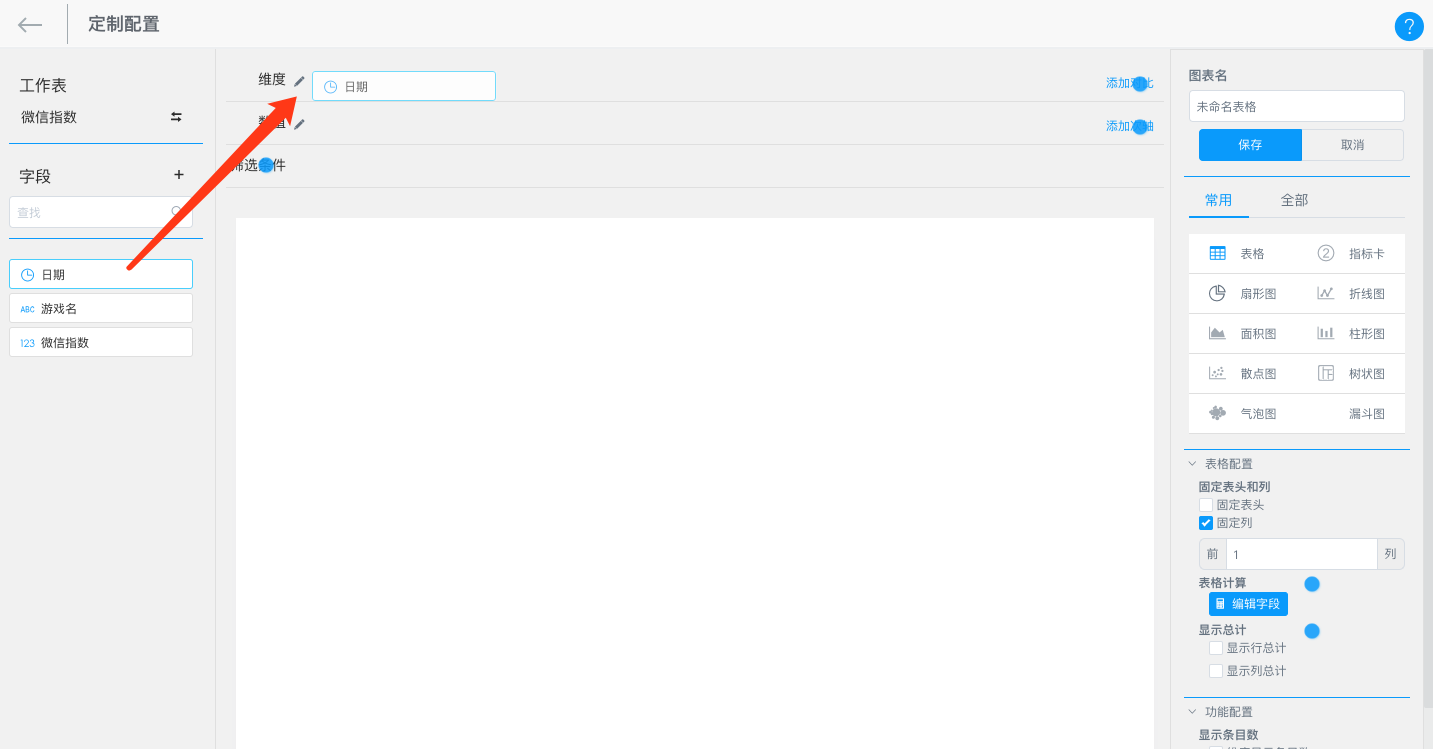 定制配置
?
工作表
微信指数
字段
+
查找
日期
ABC 游戏名
123 微信指数
维度
日期
添加对比
数值
添加次轴
筛选条件
图表名
未命名表格
保存 取消
常用 全部
表格 2 指标卡
扇形图 折线图
面积图 柱形图
散点图 树状图
气泡图 漏斗图
表格配置
固定表头和列
固定表头
固定列
前 1 列
表格计算
编辑字段
显示总计
显示行总计
显示列总计
功能配置
显示条目数